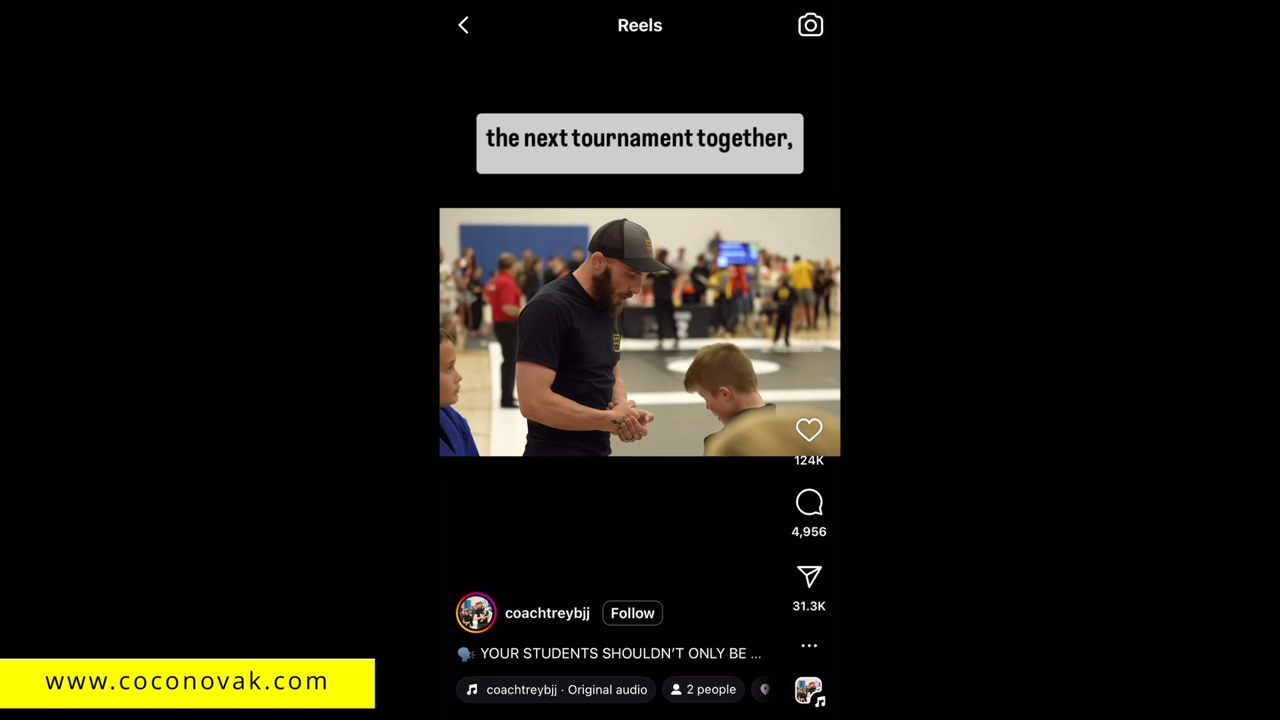 Reels
the next tournament together,
124K
4,956
31.3K
coachtreybjj
Follow
YOUR STUDENTS SHOULDN'T ONLY BE ...
coachtreybjj · Original audio
2 people
www.coconovak.com